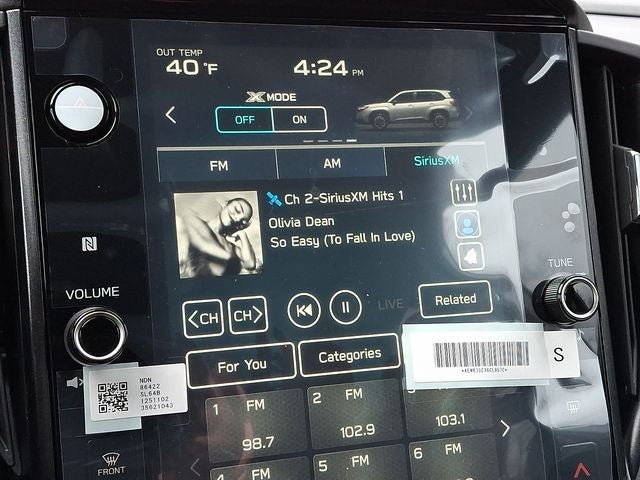 OUT TEMP
40 °F
4:24 PM
X MODE
OFF ON
FM AM SiriusXM
Ch 2-SiriusXM Hits 1
Olivia Dean
So Easy (To Fall In Love)
VOLUME
TUNE
CH CH LIVE Related
For You Categories
S
NDN
86422
SL64B
1251102
35621043
1 FM
98.7
2 FM
102.9
3
103.1
4 FM
5 FM
6 FM
FRONT